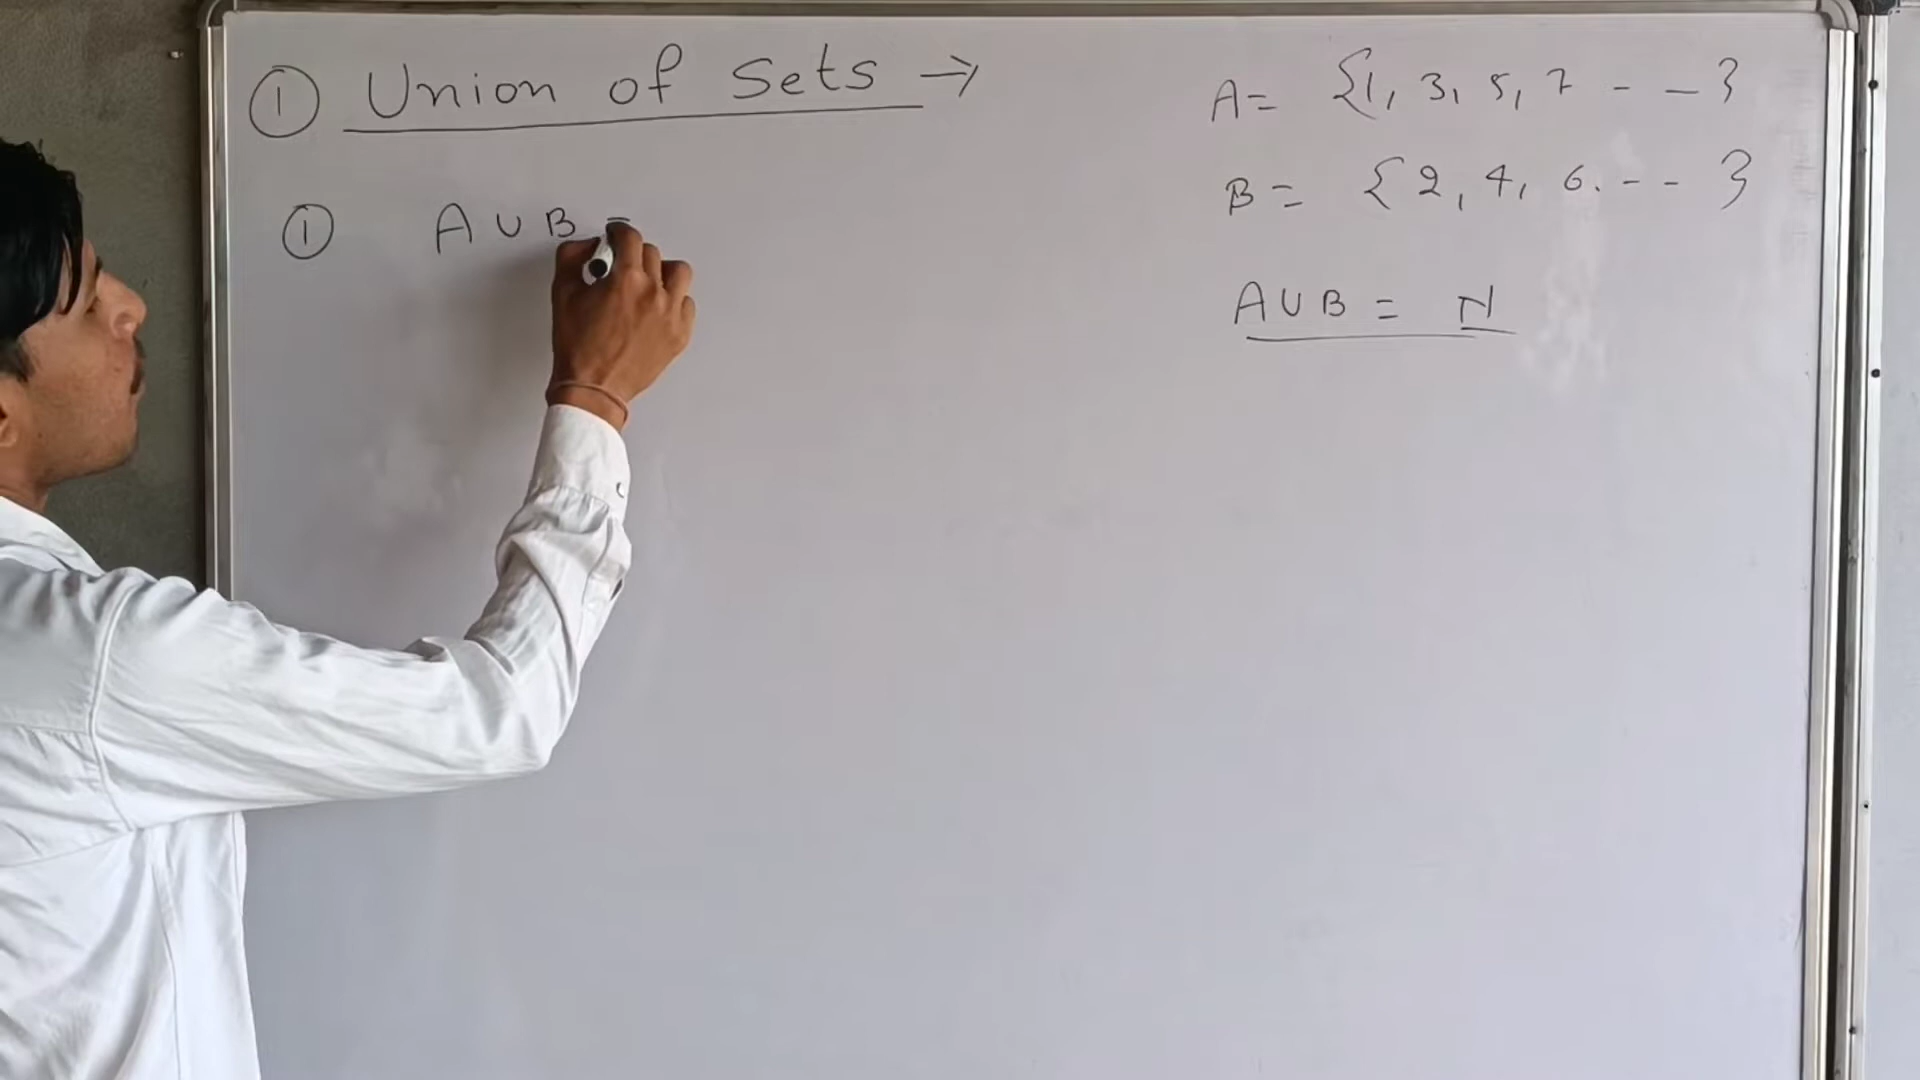 ① Union of Sets →
A = {1, 3, 5, 7 - - }
B = { 2, 4, 6. - - }
① A ∪ B =
A ∪ B = N